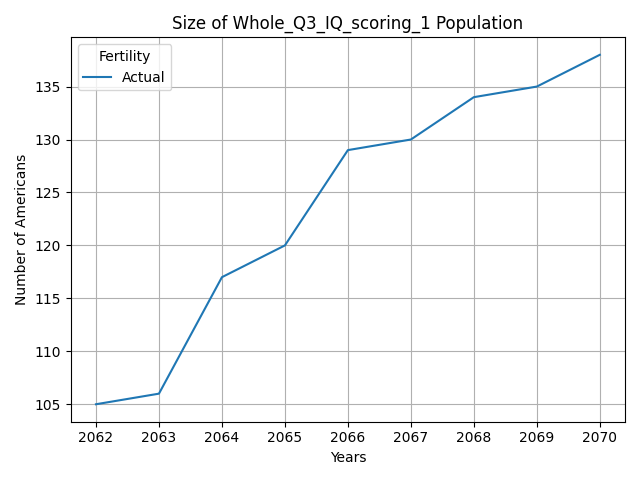 Size of Whole_Q3_IQ_scoring_1 Population
Fertility
Actual
Number of Americans
135
130
125
120
115
110
105
2062 2063 2064 2065 2066 2067 2068 2069 2070
Years